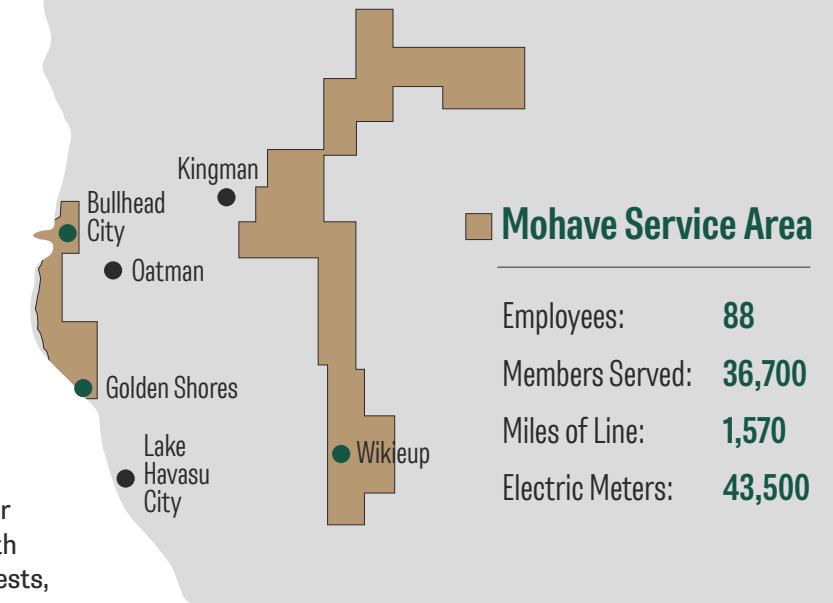 Kingman
Bullhead
City
Oatman
Golden Shores
Lake
Havasu
City
Wikieup
Mohave Service Area
Employees: 88
Members Served: 36,700
Miles of Line: 1,570
Electric Meters: 43,500